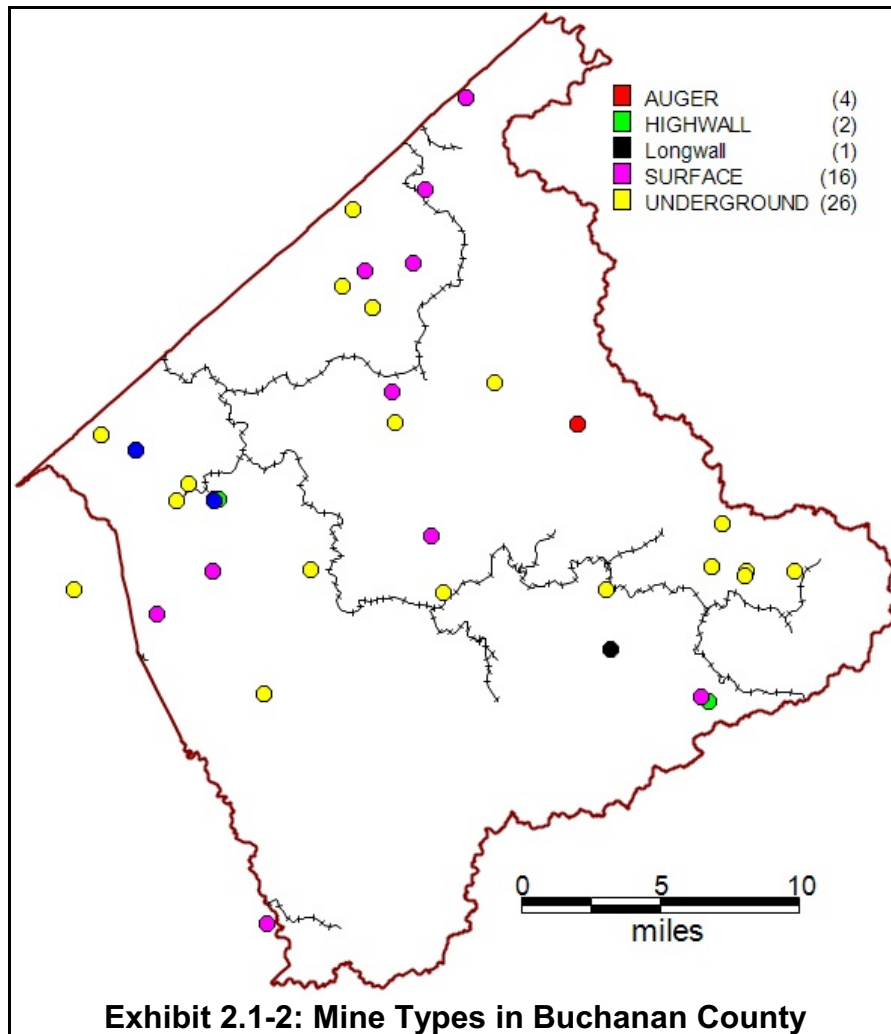 AUGER (4)
HIGHWALL (2)
Longwall (1)
SURFACE (16)
UNDERGROUND (26)
0 5 10
miles
Exhibit 2.1-2: Mine Types in Buchanan County